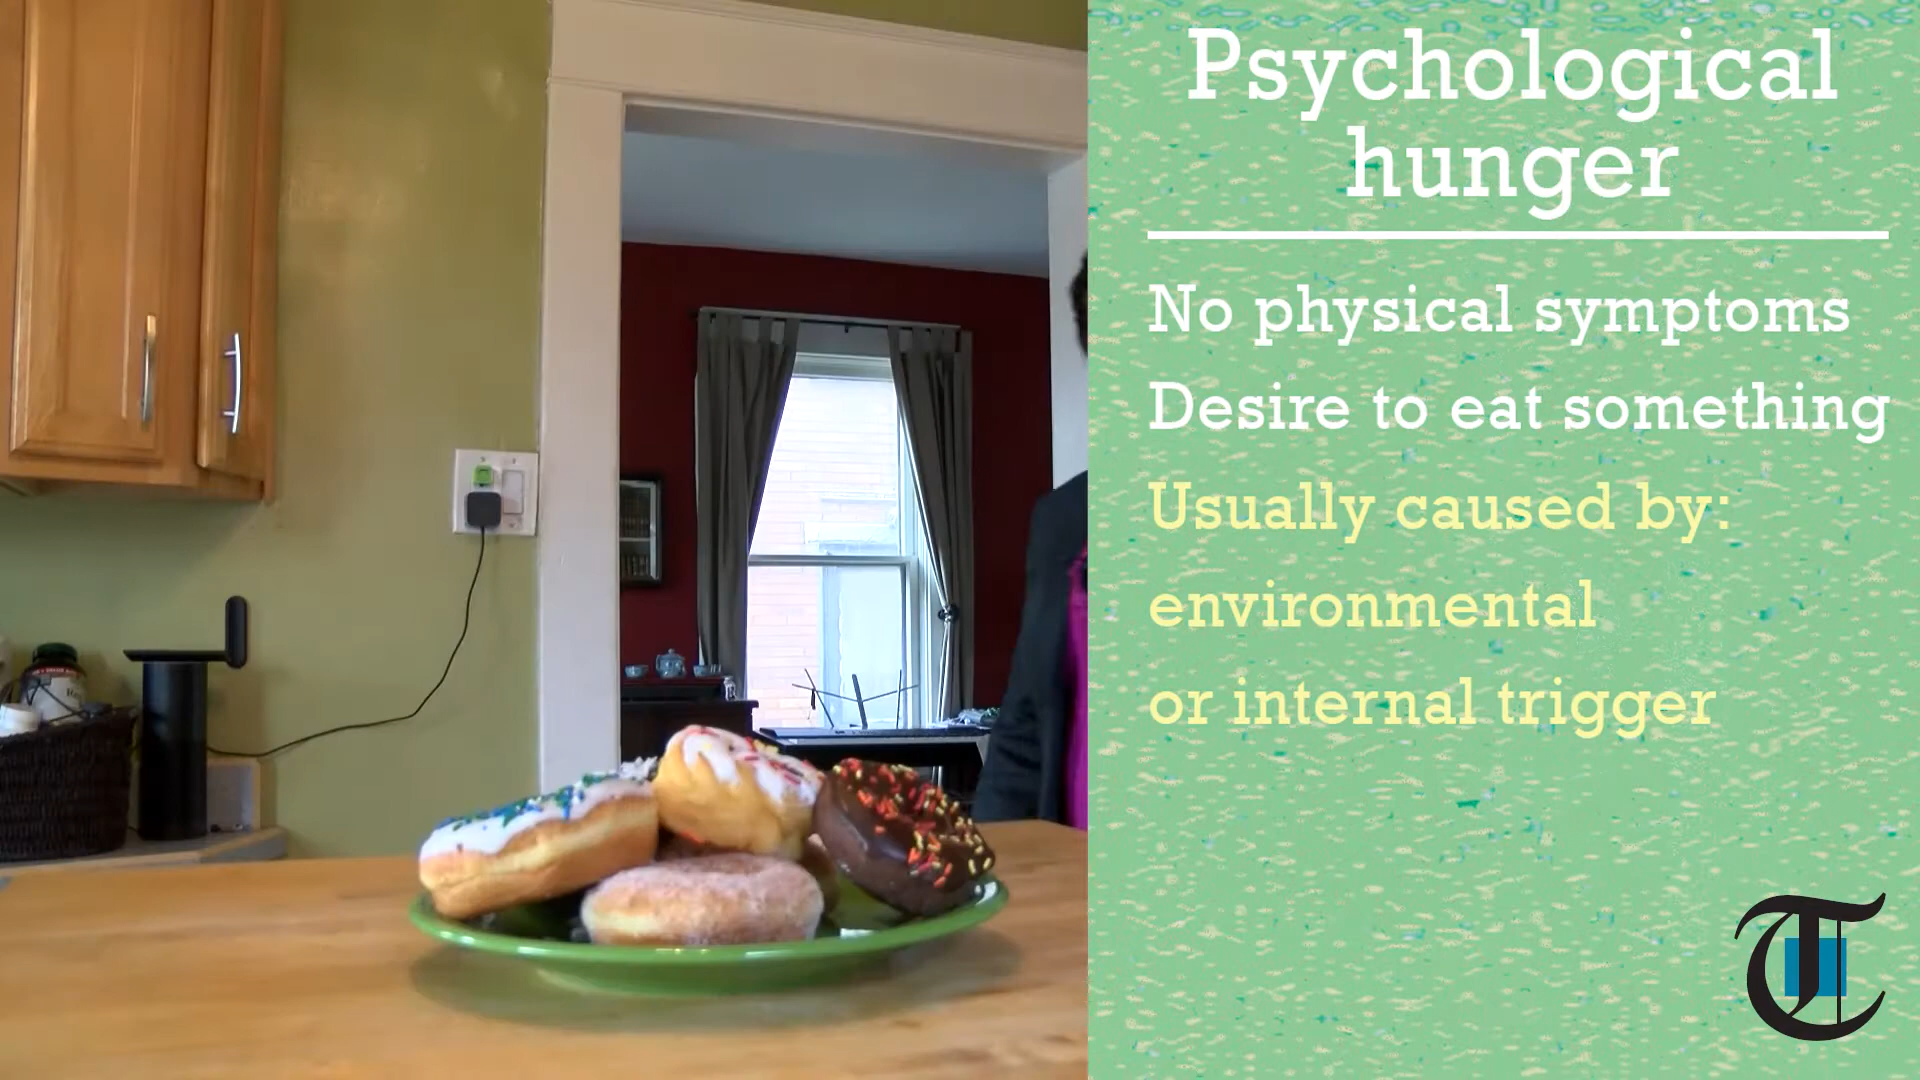 Psychological
hunger
No physical symptoms
Desire to eat something
Usually caused by:
environmental
or internal trigger
T